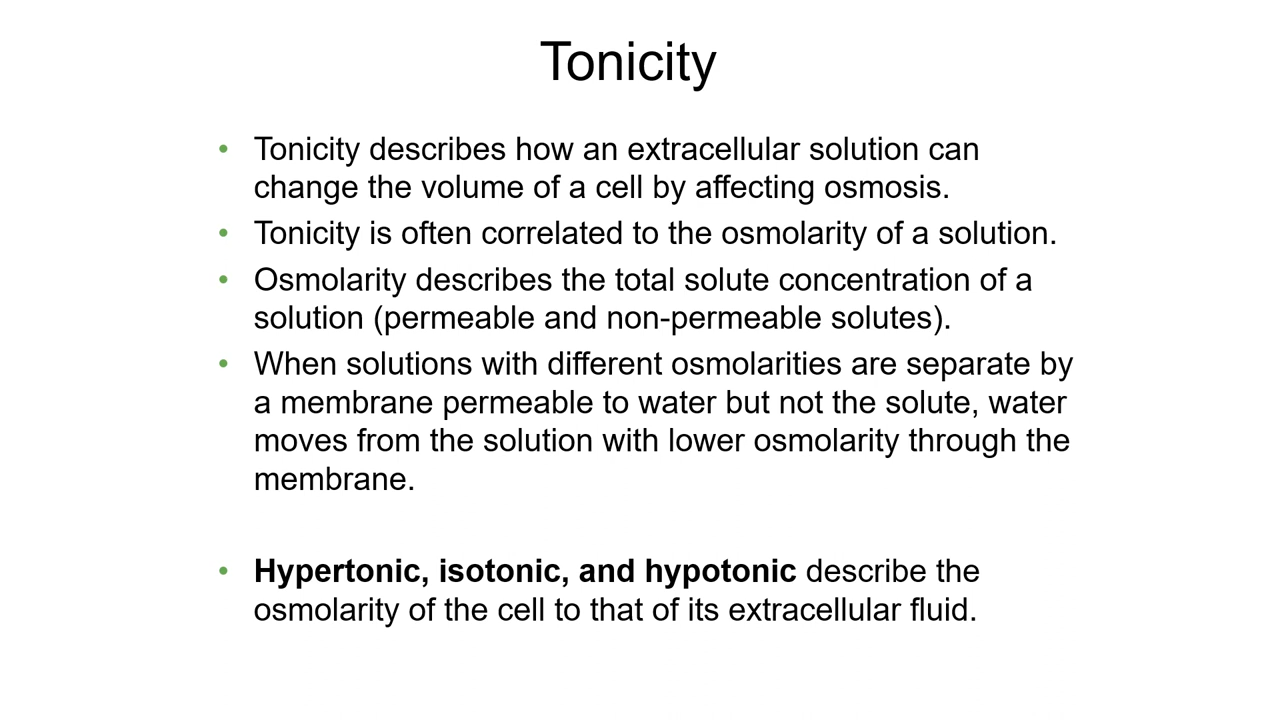 Tonicity
• Tonicity describes how an extracellular solution can
change the volume of a cell by affecting osmosis.
• Tonicity is often correlated to the osmolarity of a solution.
• Osmolarity describes the total solute concentration of a
solution (permeable and non-permeable solutes).
• When solutions with different osmolarities are separate by
a membrane permeable to water but not the solute, water
moves from the solution with lower osmolarity through the
membrane.
• Hypertonic, isotonic, and hypotonic describe the
osmolarity of the cell to that of its extracellular fluid.